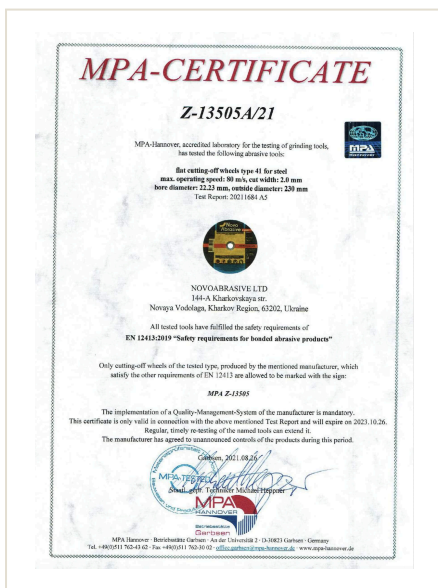 MPA-CERTIFICATE
Z-13505A/21
MPA-Hannover, accredited laboratory for the testing of grinding tools,
has tested the following abrasive tools:
MPA
HANNOVER
flat cutting-off wheels type 41 for steel
max. operating speed: 80 m/s, cut width: 2.0 mm
bore diameter: 22.23 mm, outside diameter: 230 mm
Test Report: 20211684 A5
Novo
Abrasive
NOVOABRASIVE LTD
144-A Kharkovskaya str.
Novaya Vodolaga, Kharkov Region, 63202, Ukraine
All tested tools have fulfilled the safety requirements of
EN 12413:2019 “Safety requirements for bonded abrasive products”
Only cutting-off wheels of the tested type, produced by the mentioned manufacturer, which
satisfy the other requirements of EN 12413 are allowed to be marked with the sign:
MPA Z-13505
The implementation of a Quality-Management-System of the manufacturer is mandatory.
This certificate is only valid in connection with the above mentioned Test Report and will expire on 2023.10.26.
Regular, timely re-testing of the named tools can extend it.
The manufacturer has agreed to unannounced controls of the products during this period.
Garbsen, 2021.08.26
MPA-TESTED
Staatl. gepr. Techniker Michael Heppner
MPA
HANNOVER
Betriebsstätte
Garbsen
MPA Hannover - Betriebsstätte Garbsen - An der Universität 2 - D-30823 Garbsen - Germany
Tel. +49(0)511 762-43 62 - Fax +49(0)511 762-30 02 - office.garbsen@mpa-hannover.de - www.mpa-hannover.de